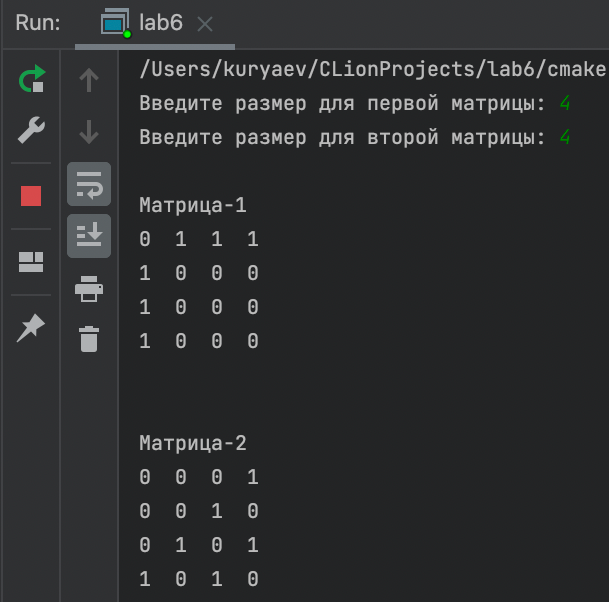 Run: lab6
/Users/kuryaev/CLionProjects/lab6/cmake
Введите размер для первой матрицы: 4
Введите размер для второй матрицы: 4
Матрица-1
0 1 1 1
1 0 0 0
1 0 0 0
1 0 0 0
Матрица-2
0 0 0 1
0 0 1 0
0 1 0 1
1 0 1 0